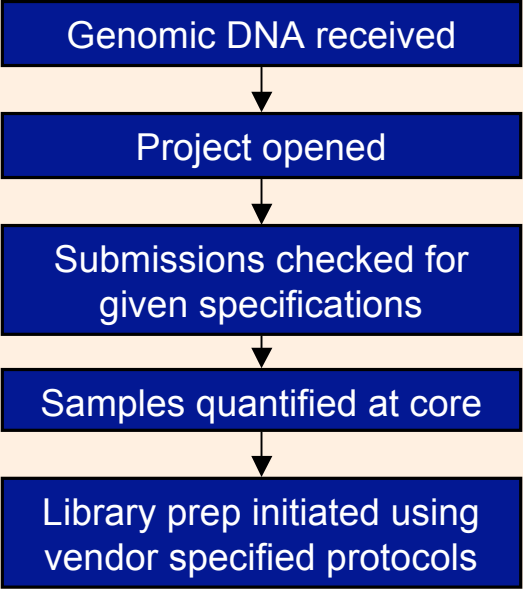 Genomic DNA received
Project opened
Submissions checked for
given specifications
Samples quantified at core
Library prep initiated using
vendor specified protocols